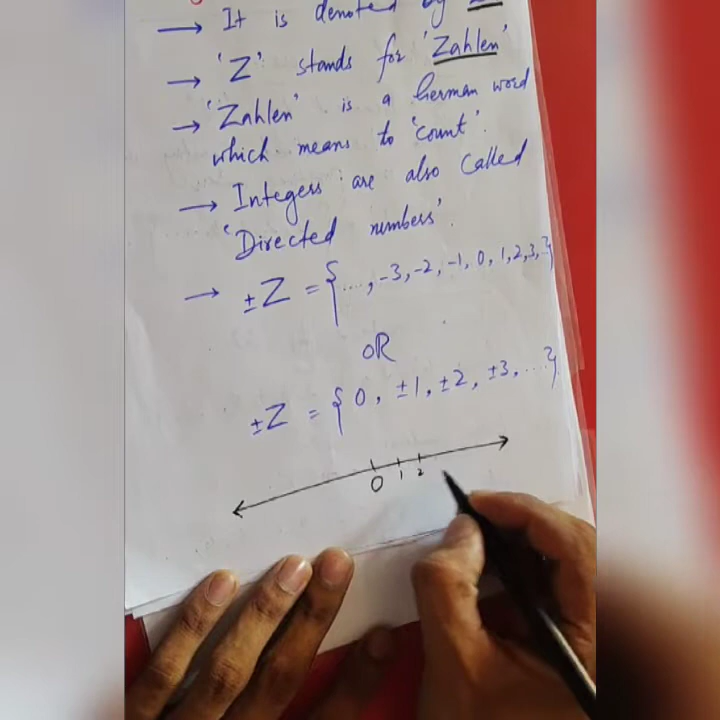 → It is denoted by
→ 'Z' stands for 'Zahlen'
→ 'Zahlen' is a German word
which means to 'count'.
→ Integers are also called
'Directed numbers'.
→ ±Z = {..., -3, -2, -1, 0, 1, 2, 3, }
OR
±Z = { 0, ±1, ±2, ±3, ...}
0 1 2